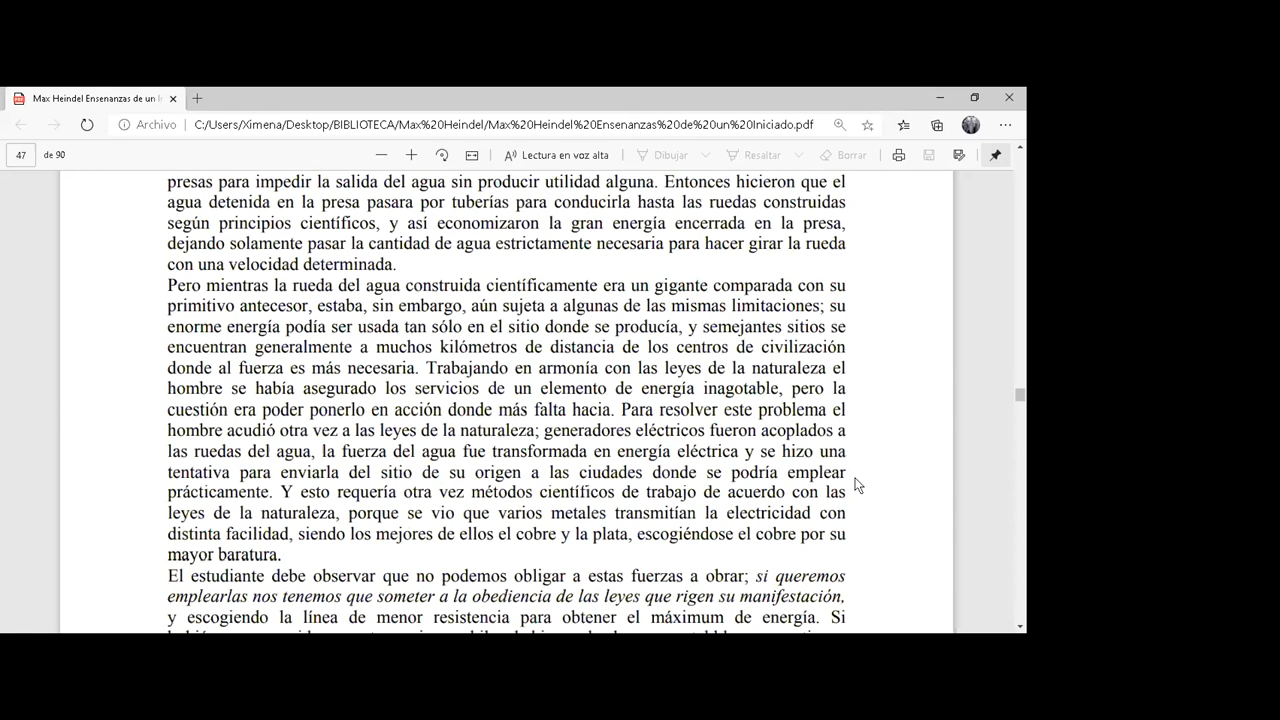 Max Heindel Ensenanzas de un I
Archivo C:/Users/Ximena/Desktop/BIBLIOTECA/Max%20Heindel/Max%20Heindel%20Ensenanzas%20de%20un%20Iniciado.pdf
47 de 90 Lectura en voz alta Dibujar Resaltar Borrar
presas para impedir la salida del agua sin producir utilidad alguna. Entonces hicieron que el
agua detenida en la presa pasara por tuberías para conducirla hasta las ruedas construidas
según principios científicos, y así economizaron la gran energía encerrada en la presa,
dejando solamente pasar la cantidad de agua estrictamente necesaria para hacer girar la rueda
con una velocidad determinada.
Pero mientras la rueda del agua construida científicamente era un gigante comparada con su
primitivo antecesor, estaba, sin embargo, aún sujeta a algunas de las mismas limitaciones; su
enorme energía podía ser usada tan sólo en el sitio donde se producía, y semejantes sitios se
encuentran generalmente a muchos kilómetros de distancia de los centros de civilización
donde al fuerza es más necesaria. Trabajando en armonía con las leyes de la naturaleza el
hombre se había asegurado los servicios de un elemento de energía inagotable, pero la
cuestión era poder ponerlo en acción donde más falta hacia. Para resolver este problema el
hombre acudió otra vez a las leyes de la naturaleza; generadores eléctricos fueron acoplados a
las ruedas del agua, la fuerza del agua fue transformada en energía eléctrica y se hizo una
tentativa para enviarla del sitio de su origen a las ciudades donde se podría emplear
prácticamente. Y esto requería otra vez métodos científicos de trabajo de acuerdo con las
leyes de la naturaleza, porque se vio que varios metales transmitían la electricidad con
distinta facilidad, siendo los mejores de ellos el cobre y la plata, escogiéndose el cobre por su
mayor baratura.
El estudiante debe observar que no podemos obligar a estas fuerzas a obrar; si queremos
emplearlas nos tenemos que someter a la obediencia de las leyes que rigen su manifestación,
y escogiendo la línea de menor resistencia para obtener el máximum de energía. Si